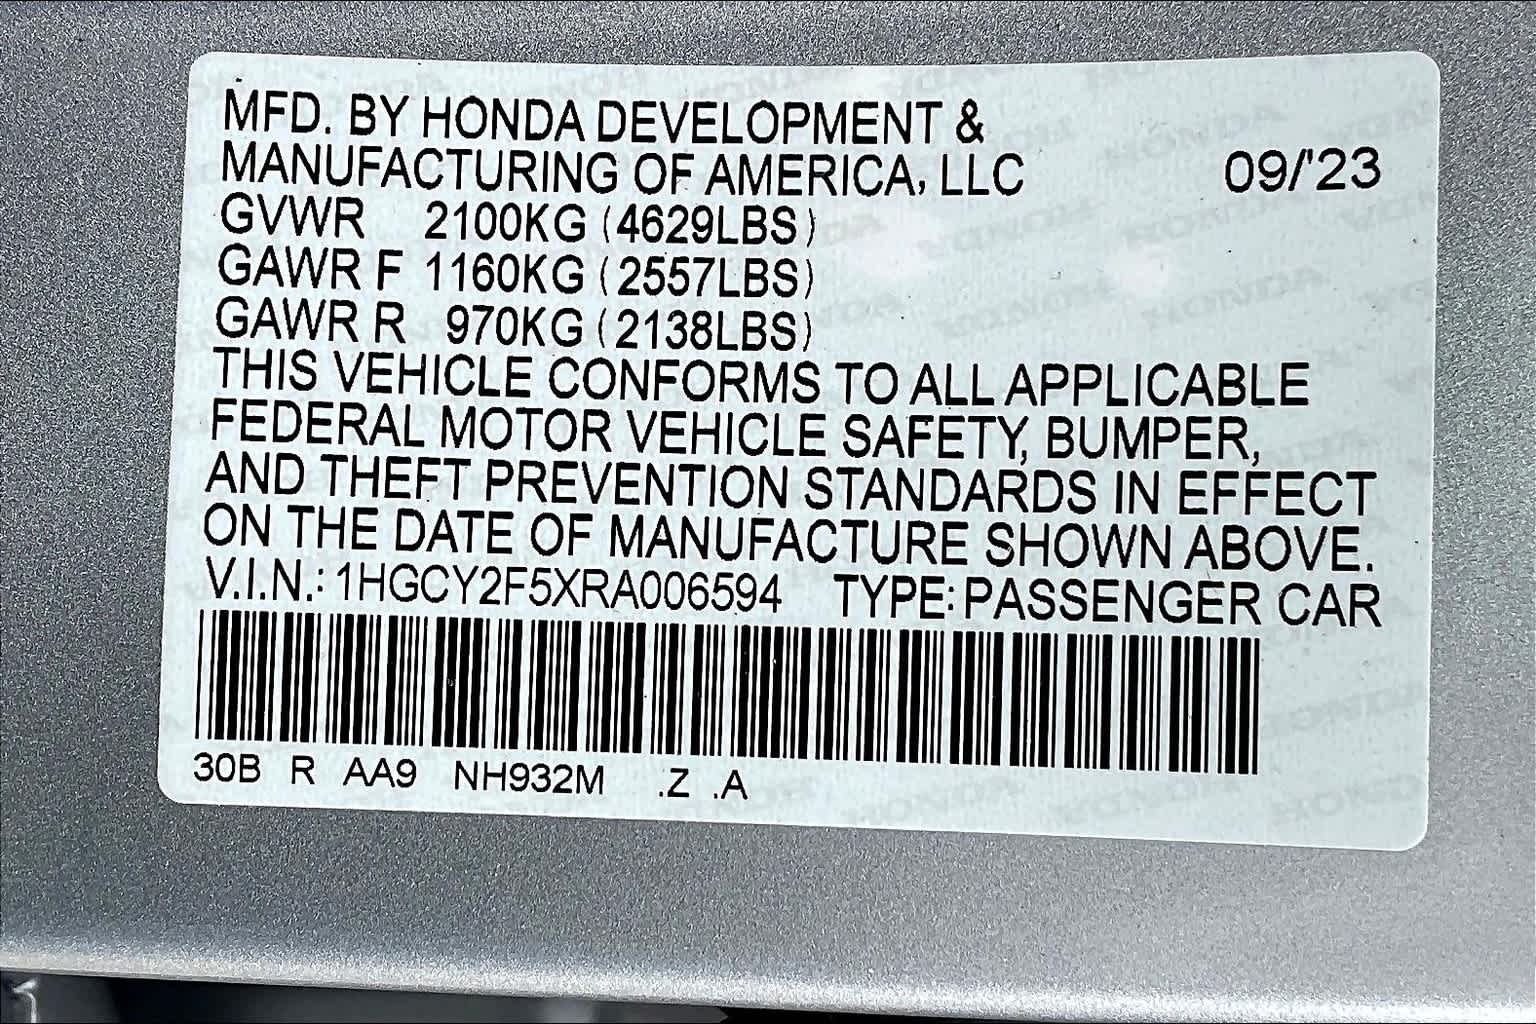 MFD. BY HONDA DEVELOPMENT &
MANUFACTURING OF AMERICA, LLC 09/'23
GVWR 2100KG (4629LBS)
GAWR F 1160KG (2557LBS)
GAWR R 970KG (2138LBS)
THIS VEHICLE CONFORMS TO ALL APPLICABLE
FEDERAL MOTOR VEHICLE SAFETY, BUMPER,
AND THEFT PREVENTION STANDARDS IN EFFECT
ON THE DATE OF MANUFACTURE SHOWN ABOVE.
V.I.N.: 1HGCY2F5XRA006594 TYPE: PASSENGER CAR
30B R AA9 NH932M .Z .A